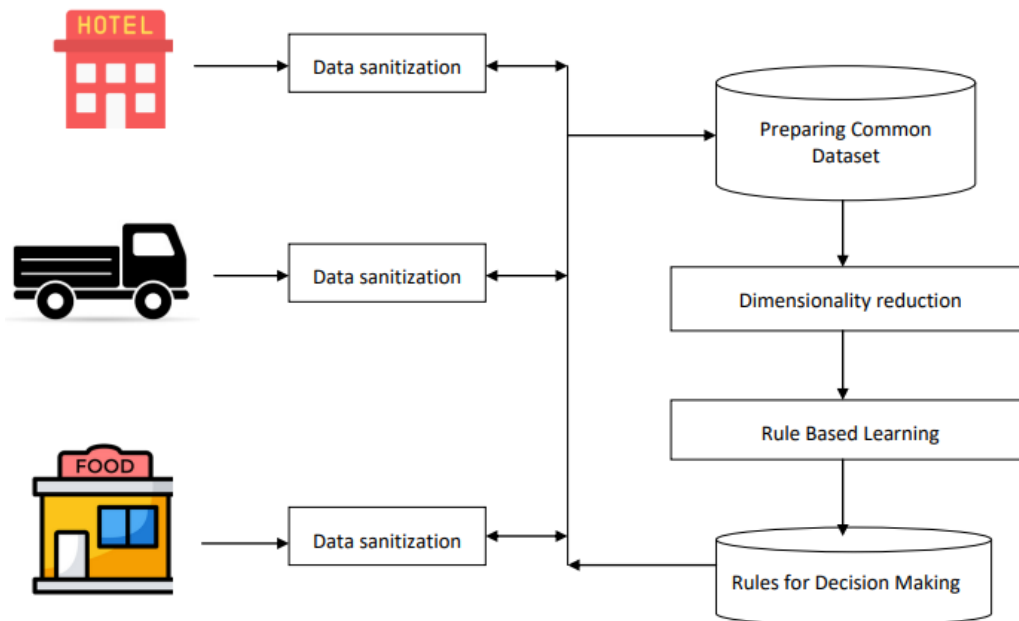 HOTEL
Data sanitization
Preparing Common
Dataset
Data sanitization
Dimensionality reduction
Rule Based Learning
FOOD
Data sanitization
Rules for Decision Making